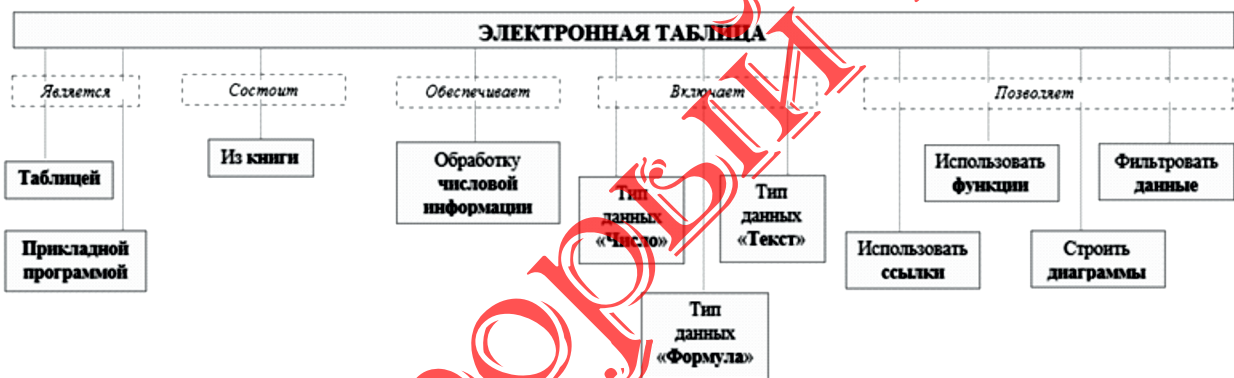 ЭЛЕКТРОННАЯ ТАБЛИЦА
Является
Состоит
Обеспечивает
Включает
Позволяет
Таблицей
Прикладной
программой
Из книги
Обработку
числовой
информации
Тип
данных
«Число»
Тип
данных
«Формула»
Тип
данных
«Текст»
Использовать
ссылки
Использовать
функции
Строить
диаграммы
Фильтровать
данные